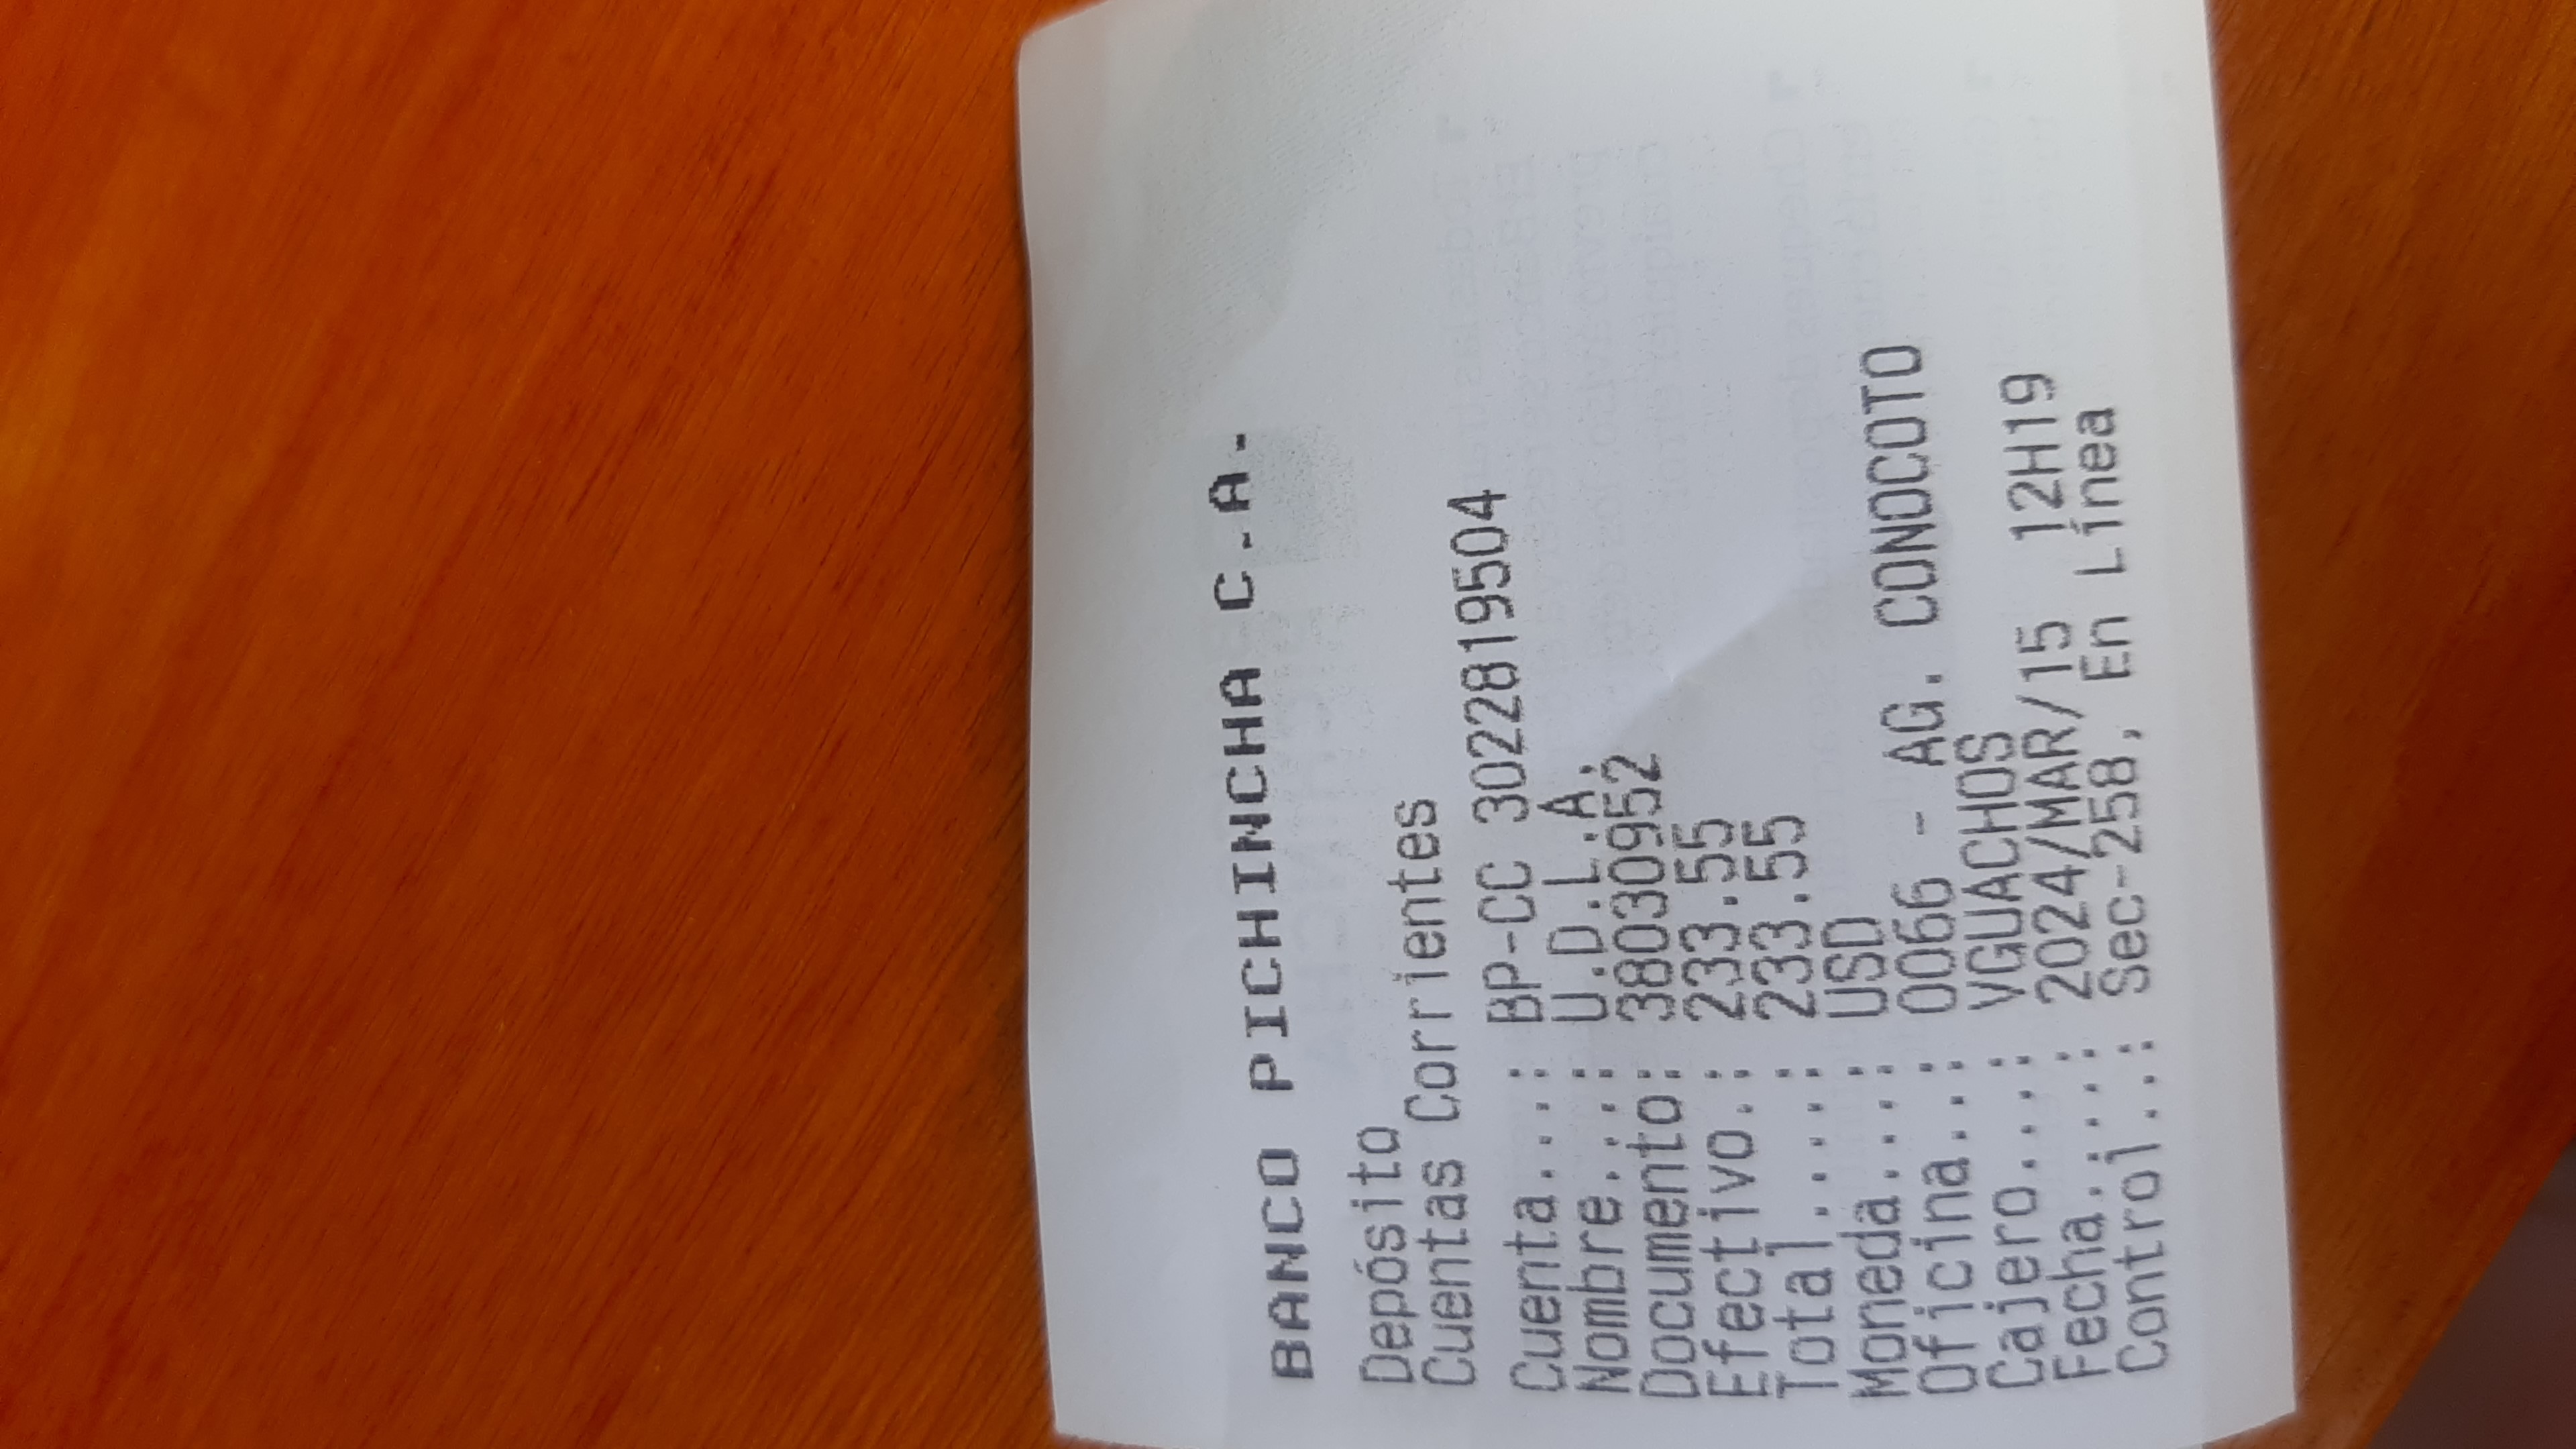 BANCO PICHINCHA C.A.
Depósito
Cuentas Corrientes
Cuenta....: BP-CC 3022819504
Nombre....: U.D.L.A.
Documento: 38030952
Efectivo.: 233.55
Total.....: 233.55
Moneda....: USD
Oficina...: 0066 - AG. CONOCOTO
Cajero....: VGUACHOS
Fecha.....: 2024/MAR/15 12H19
Control..: Sec-258, En Línea